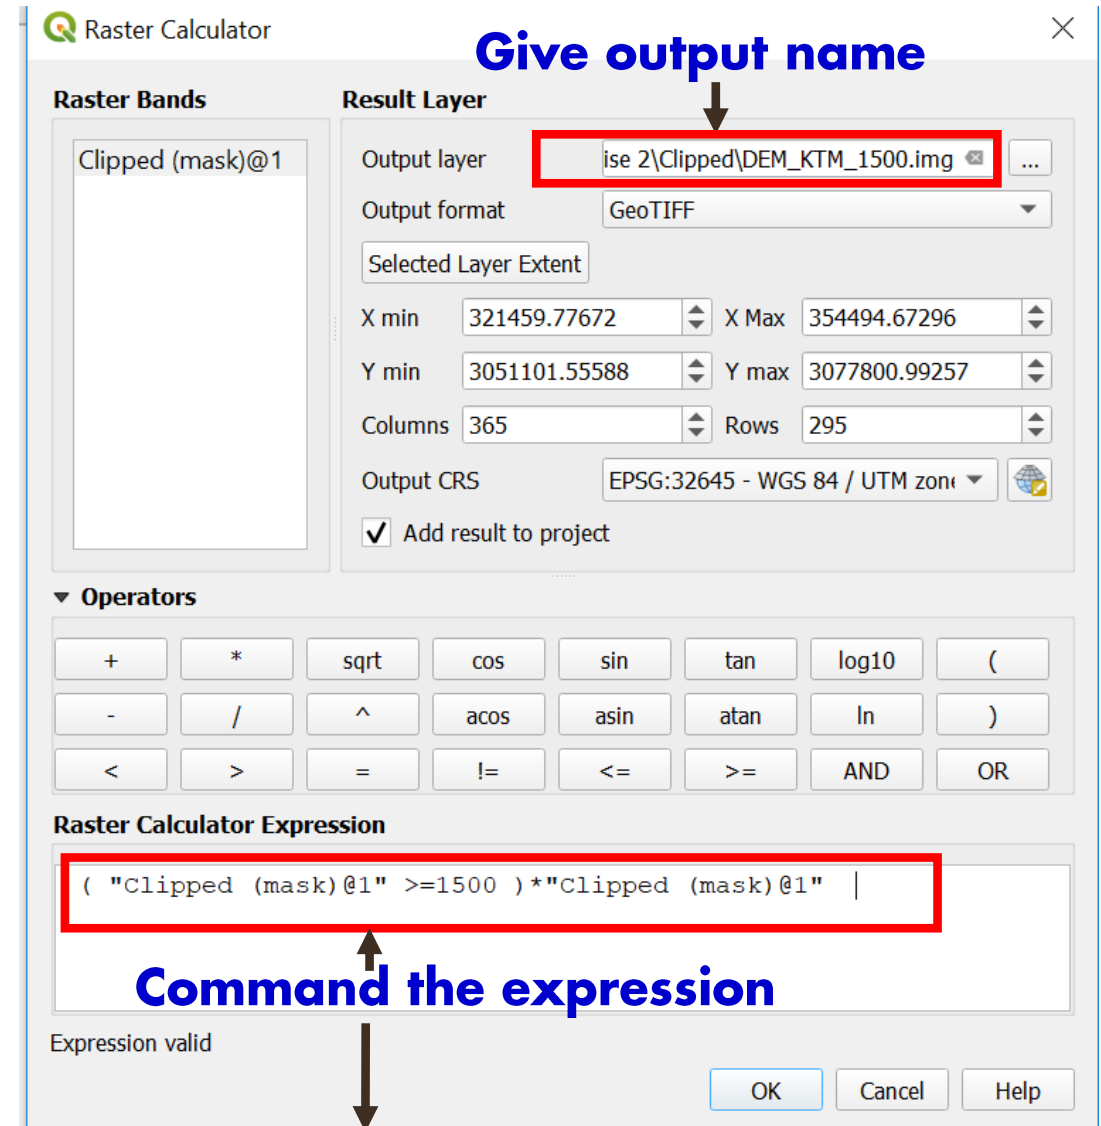 Raster Calculator
Give output name
Raster Bands
Result Layer
Clipped (mask)@1
Output layer ise 2\Clipped\DEM_KTM_1500.img ...
Output format GeoTIFF
Selected Layer Extent
X min 321459.77672 X Max 354494.67296
Y min 3051101.55588 Y max 3077800.99257
Columns 365 Rows 295
Output CRS EPSG:32645 - WGS 84 / UTM zone
Add result to project
Operators
+ * sqrt cos sin tan log10 (
- / ^ acos asin atan ln )
< > = != <= >= AND OR
Raster Calculator Expression
( "Clipped (mask)@1" >=1500 )*"Clipped (mask)@1"
Command the expression
Expression valid
OK Cancel Help